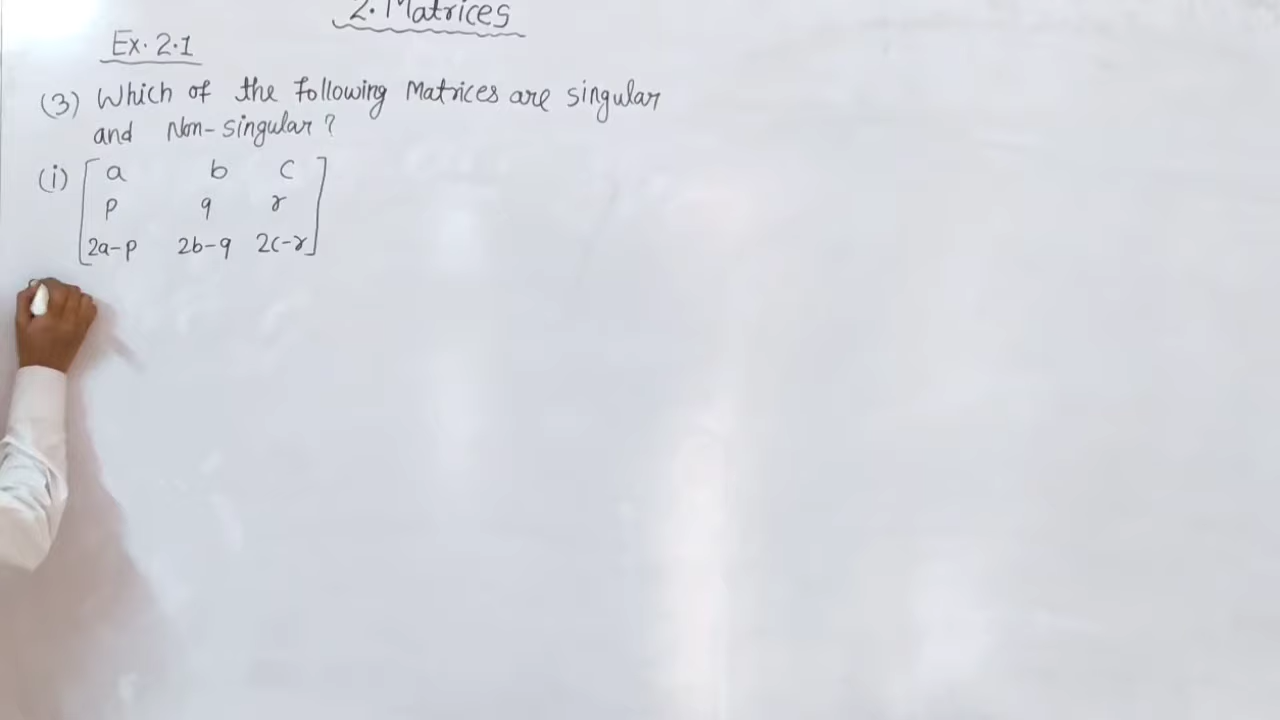 2. Matrices
Ex. 2.1
(3) Which of the following Matrices are singular
and Non-singular?
(i) [ a b c
p q r
2a-p 2b-q 2c-r ]